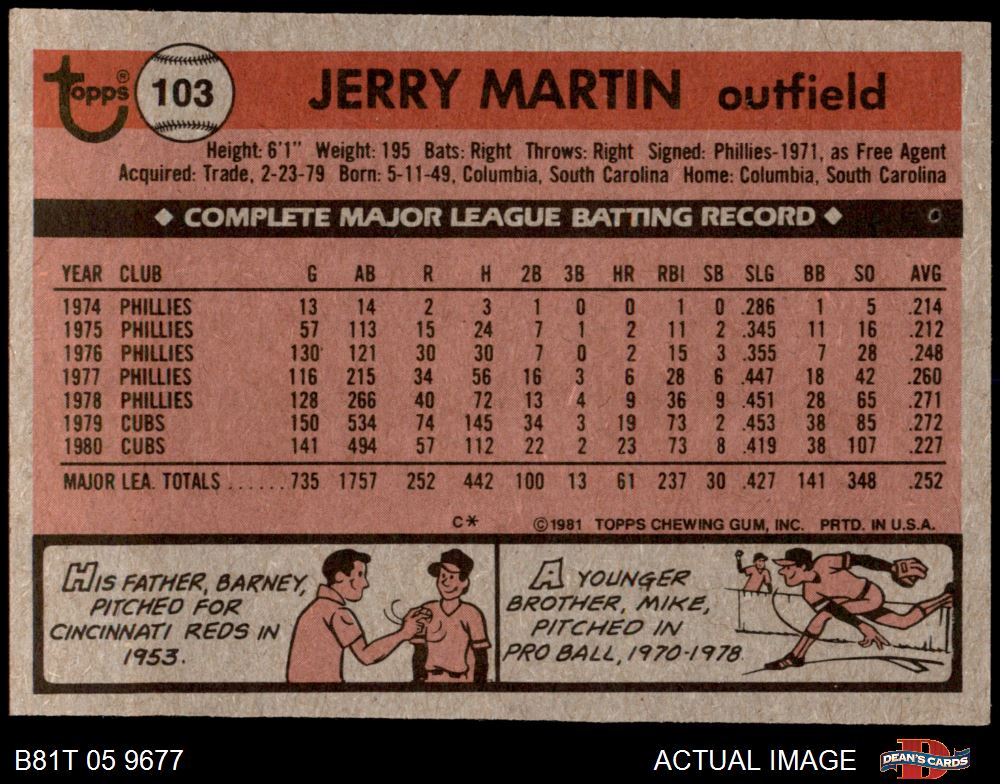 Topps® 103 JERRY MARTIN outfield
Height: 6'1" Weight: 195 Bats: Right Throws: Right Signed: Phillies-1971, as Free Agent
Acquired: Trade, 2-23-79 Born: 5-11-49, Columbia, South Carolina Home: Columbia, South Carolina
◆ COMPLETE MAJOR LEAGUE BATTING RECORD ◆
YEAR CLUB G AB R H 2B 3B HR RBI SB SLG BB SO AVG
1974 PHILLIES 13 14 2 3 1 0 0 1 0 .286 1 5 .214
1975 PHILLIES 57 113 15 24 7 1 2 11 2 .345 11 16 .212
1976 PHILLIES 130 121 30 30 7 0 2 15 3 .355 7 28 .248
1977 PHILLIES 116 215 34 56 16 3 6 28 6 .447 18 42 .260
1978 PHILLIES 128 266 40 72 13 4 9 36 9 .451 28 65 .271
1979 CUBS 150 534 74 145 34 3 19 73 2 .453 38 85 .272
1980 CUBS 141 494 57 112 22 2 23 73 8 .419 38 107 .227
MAJOR LEA. TOTALS ......735 1757 252 442 100 13 61 237 30 .427 141 348 .252
C* ©1981 TOPPS CHEWING GUM, INC. PRTD. IN U.S.A.
HIS FATHER, BARNEY,
PITCHED FOR
CINCINNATI REDS IN
1953.
A YOUNGER
BROTHER, MIKE,
PITCHED IN
PRO BALL, 1970-1978.
B81T 05 9677 ACTUAL IMAGE D DEAN'S CARDS